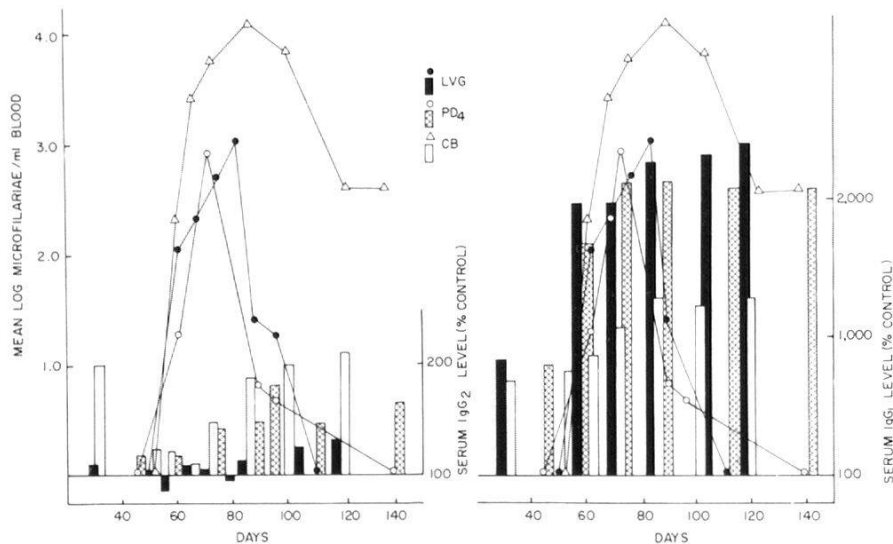 4.0
3.0
2.0
1.0
MEAN LOG MICROFILARIAE/ml BLOOD
200
100
SERUM IgG2 LEVEL (% CONTROL)
40 60 80 100 120 140
DAYS
LVG
PD4
CB
2,000
1,000
100
SERUM IgG1 LEVEL (% CONTROL)
40 60 80 100 120 140
DAYS